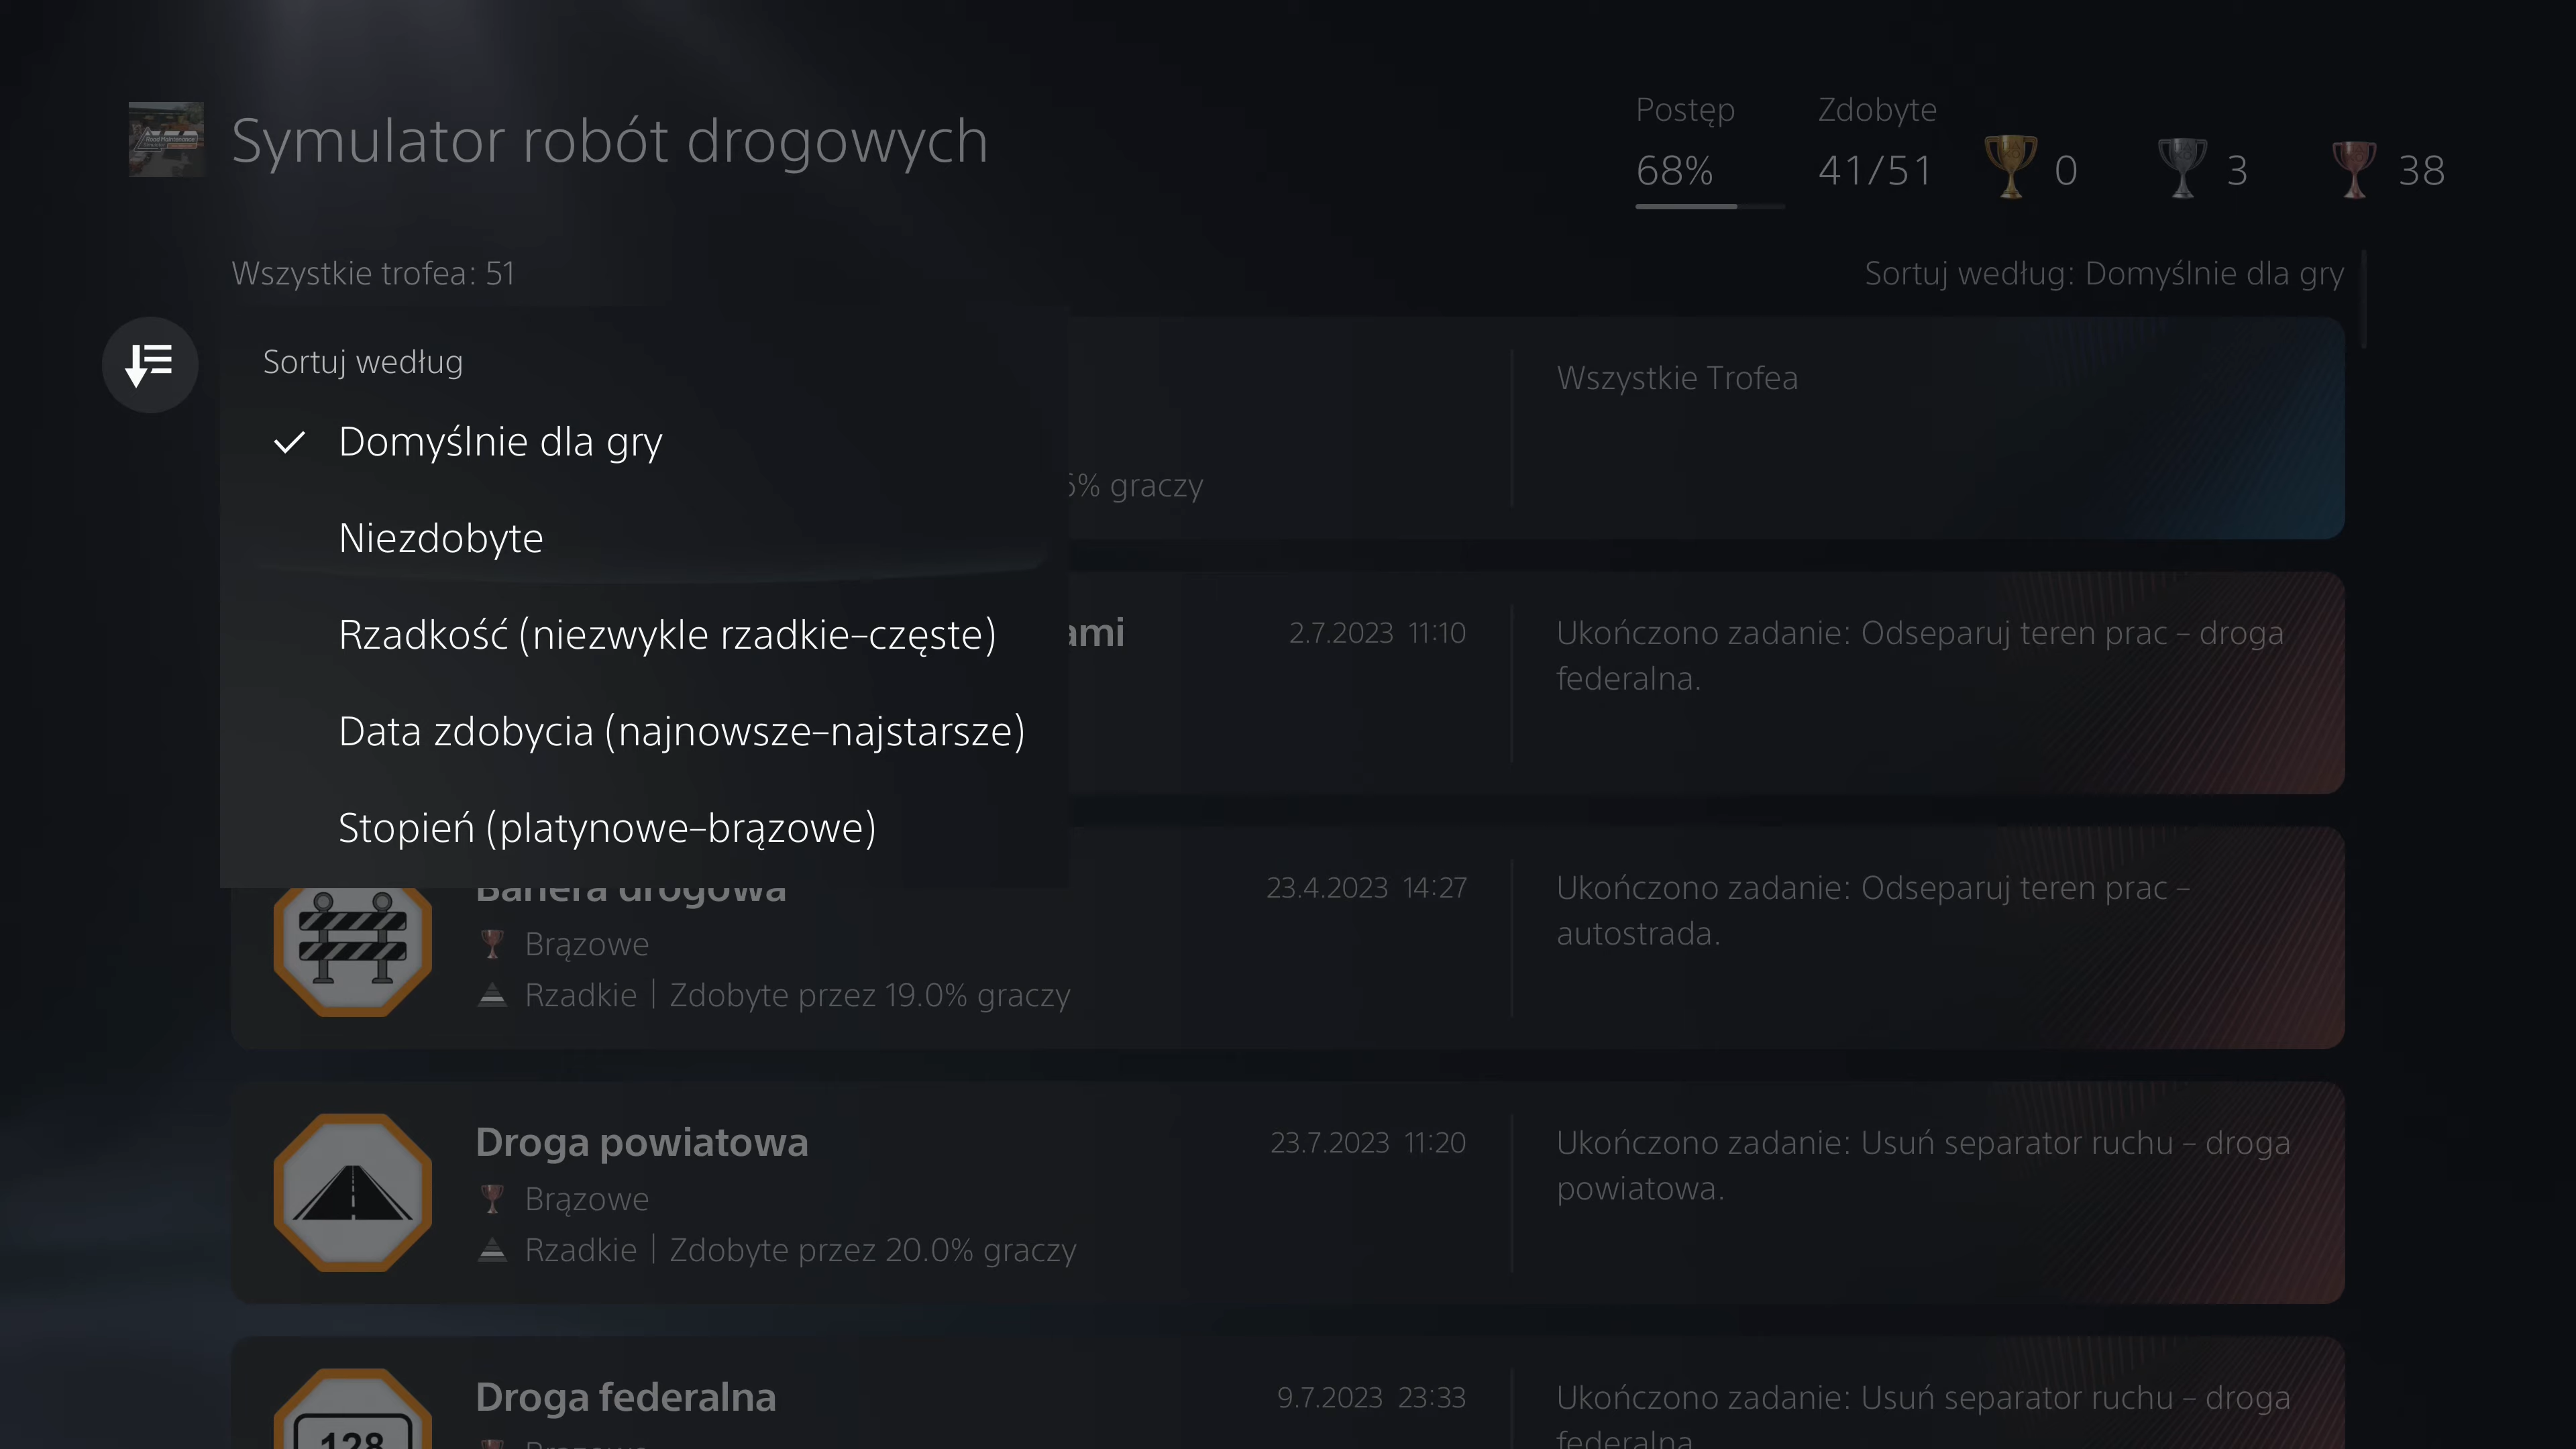 Symulator robót drogowych
Postęp
68%
Zdobyte
41/51
0
3
38
Wszystkie trofea: 51
Sortuj według: Domyślnie dla gry
Sortuj według
Domyślnie dla gry
Niezdobyte
Rzadkość (niezwykle rzadkie–częste)
Data zdobycia (najnowsze–najstarsze)
Stopień (platynowe–brązowe)
% graczy
Wszystkie Trofea
2.7.2023 11:10
Ukończono zadanie: Odseparuj teren prac – droga
federalna.
drogowa
Brązowe
Rzadkie | Zdobyte przez 19.0% graczy
23.4.2023 14:27
Ukończono zadanie: Odseparuj teren prac –
autostrada.
Droga powiatowa
Brązowe
Rzadkie | Zdobyte przez 20.0% graczy
23.7.2023 11:20
Ukończono zadanie: Usuń separator ruchu – droga
powiatowa.
128
Droga federalna
9.7.2023 23:33
Ukończono zadanie: Usuń separator ruchu – droga